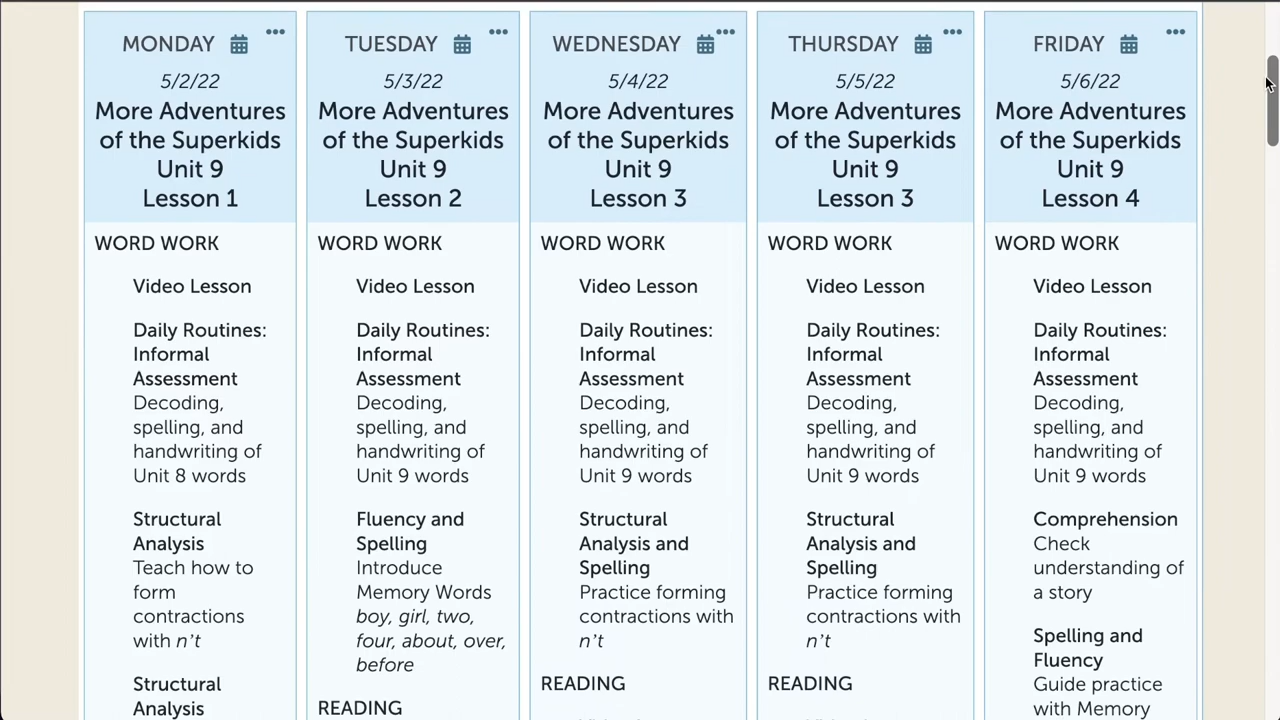 MONDAY
5/2/22
More Adventures
of the Superkids
Unit 9
Lesson 1
WORD WORK
Video Lesson
Daily Routines:
Informal
Assessment
Decoding,
spelling, and
handwriting of
Unit 8 words
Structural
Analysis
Teach how to
form
contractions
with n't
Structural
Analysis
TUESDAY
5/3/22
More Adventures
of the Superkids
Unit 9
Lesson 2
WORD WORK
Video Lesson
Daily Routines:
Informal
Assessment
Decoding,
spelling, and
handwriting of
Unit 9 words
Fluency and
Spelling
Introduce
Memory Words
boy, girl, two,
four, about, over,
before
READING
WEDNESDAY
5/4/22
More Adventures
of the Superkids
Unit 9
Lesson 3
WORD WORK
Video Lesson
Daily Routines:
Informal
Assessment
Decoding,
spelling, and
handwriting of
Unit 9 words
Structural
Analysis and
Spelling
Practice forming
contractions with
n't
READING
THURSDAY
5/5/22
More Adventures
of the Superkids
Unit 9
Lesson 3
WORD WORK
Video Lesson
Daily Routines:
Informal
Assessment
Decoding,
spelling, and
handwriting of
Unit 9 words
Structural
Analysis and
Spelling
Practice forming
contractions with
n't
READING
FRIDAY
5/6/22
More Adventures
of the Superkids
Unit 9
Lesson 4
WORD WORK
Video Lesson
Daily Routines:
Informal
Assessment
Decoding,
spelling, and
handwriting of
Unit 9 words
Comprehension
Check
understanding of
a story
Spelling and
Fluency
Guide practice
with Memory